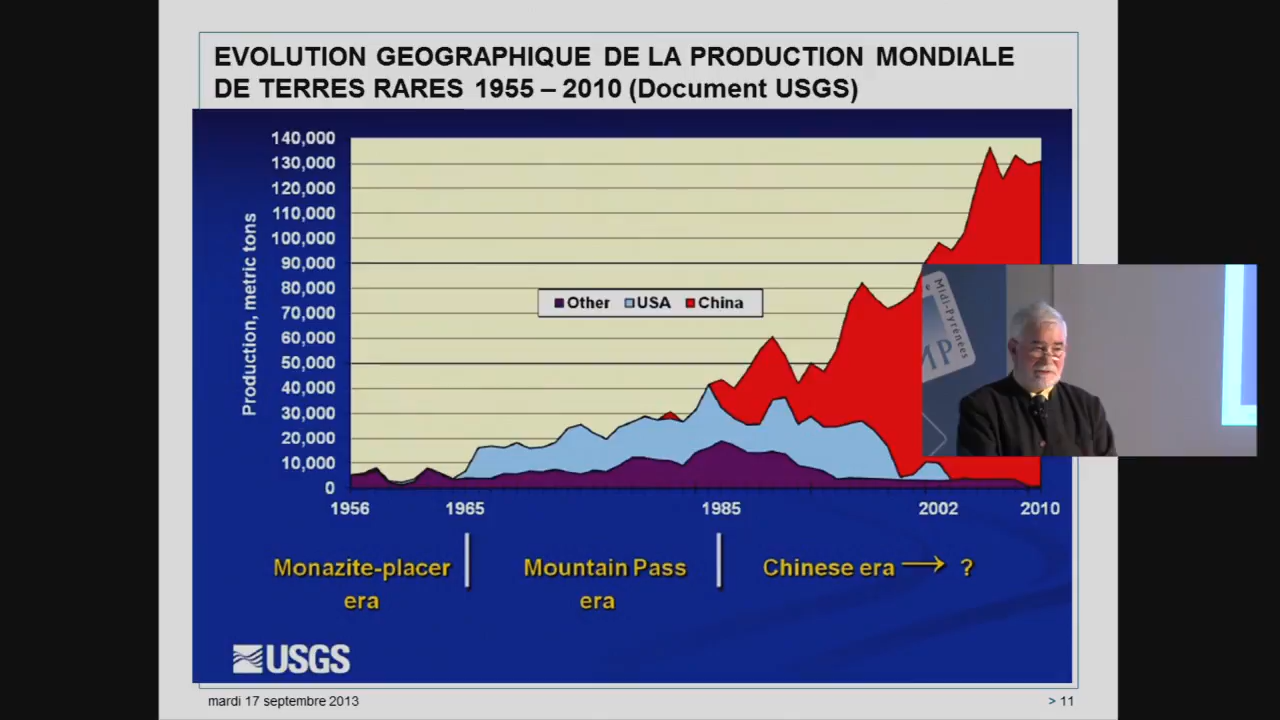 EVOLUTION GEOGRAPHIQUE DE LA PRODUCTION MONDIALE
DE TERRES RARES 1955 – 2010 (Document USGS)
Production, metric tons
140,000
130,000
120,000
110,000
100,000
90,000
80,000
70,000
60,000
50,000
40,000
30,000
20,000
10,000
0
Other USA China
1956 1965 1985 2002 2010
Monazite-placer
era
Mountain Pass
era
Chinese era → ?
USGS
Midi-Pyrénées
mardi 17 septembre 2013
> 11